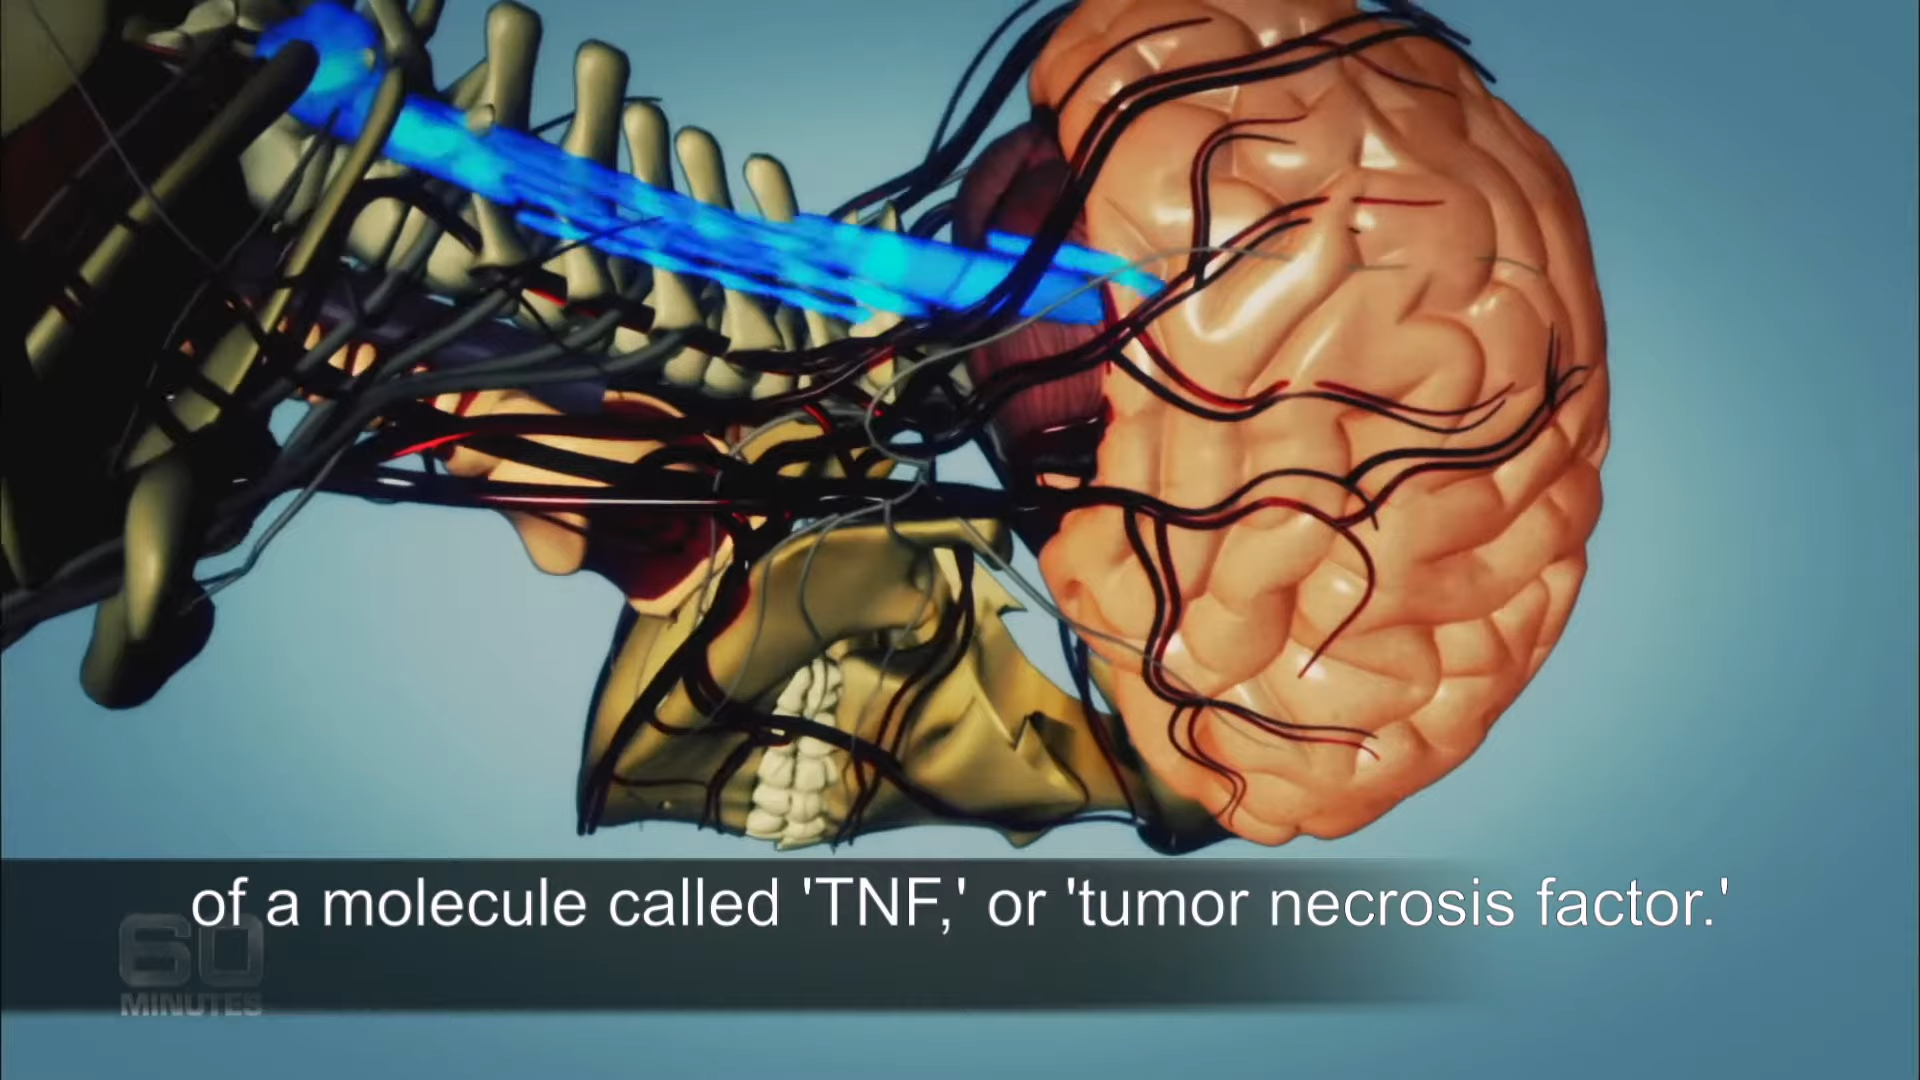 of a molecule called 'TNF,' or 'tumor necrosis factor.'
60
MINUTES